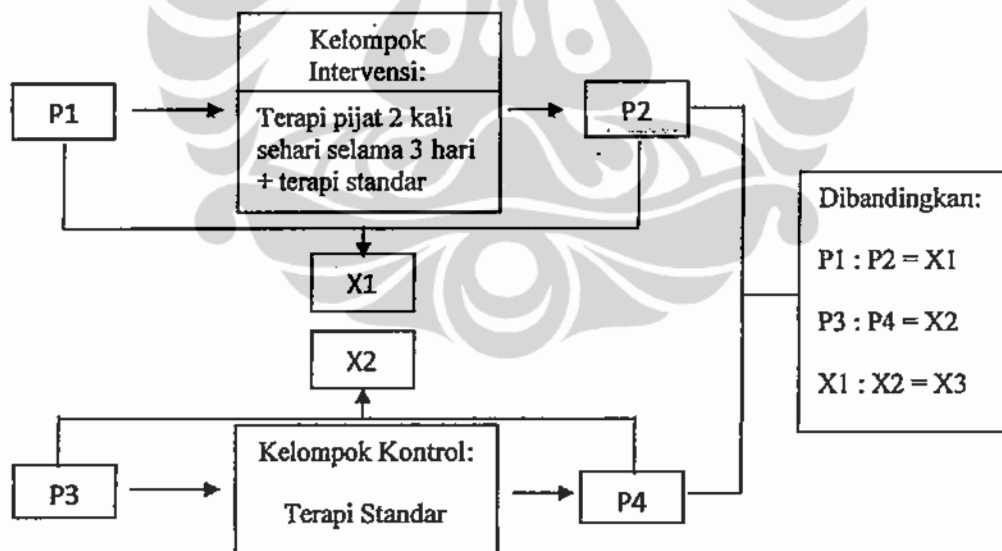 Kelompok
Intervensi:
P1
Terapi pijat 2 kali
sehari selama 3 hari
+ terapi standar
P2
X1
X2
Dibandingkan:
P1 : P2 = X1
P3 : P4 = X2
X1 : X2 = X3
P3
Kelompok Kontrol:
Terapi Standar
P4